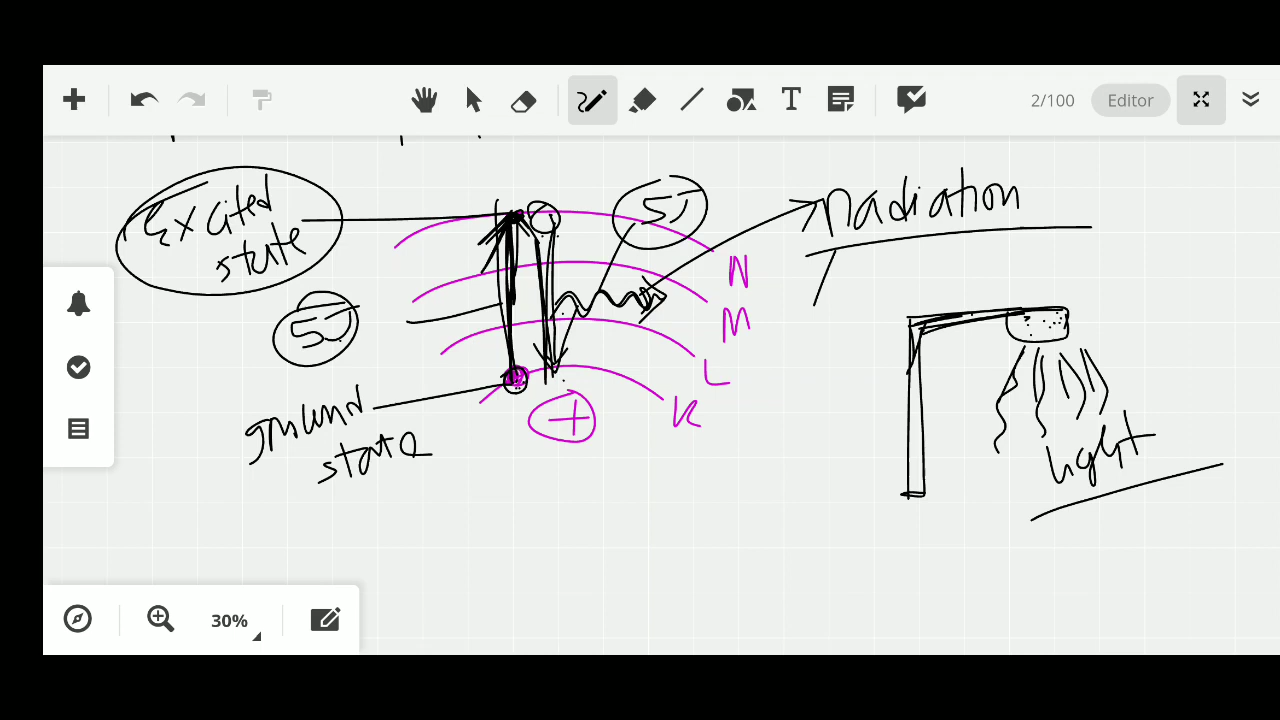 T
2/100
Editor
Excited
state
5J
radiation
5J
N
M
L
K
+
ground
state
light
30%